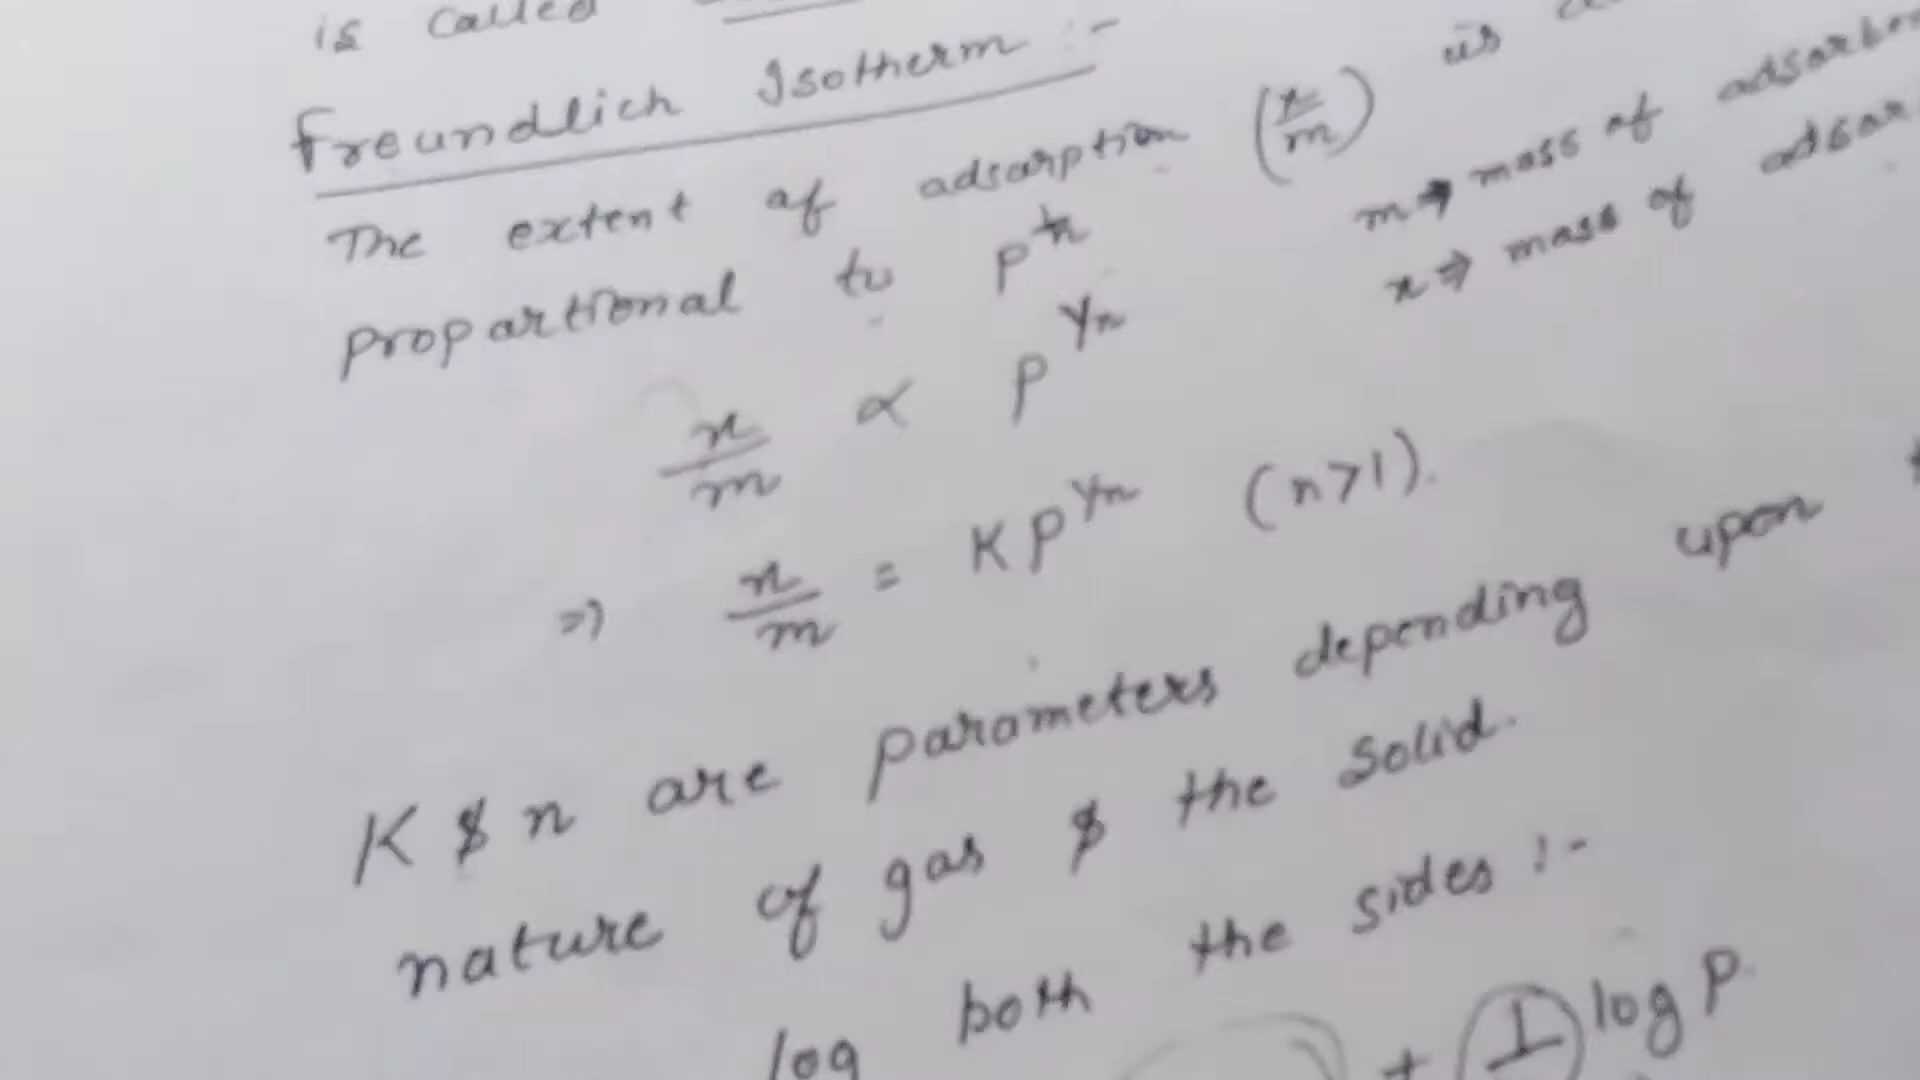 is called
Freundlich Isotherm :-
The extent of adsorption (x/m) is
proportional to P^1/n m → mass of
x ⇒ mass of
x/m ∝ P^1/n
⇒ x/m = K P^1/n (n>1).
K & n are parameters depending upon
nature of gas & the solid.
log both the sides :-
+ 1 log P